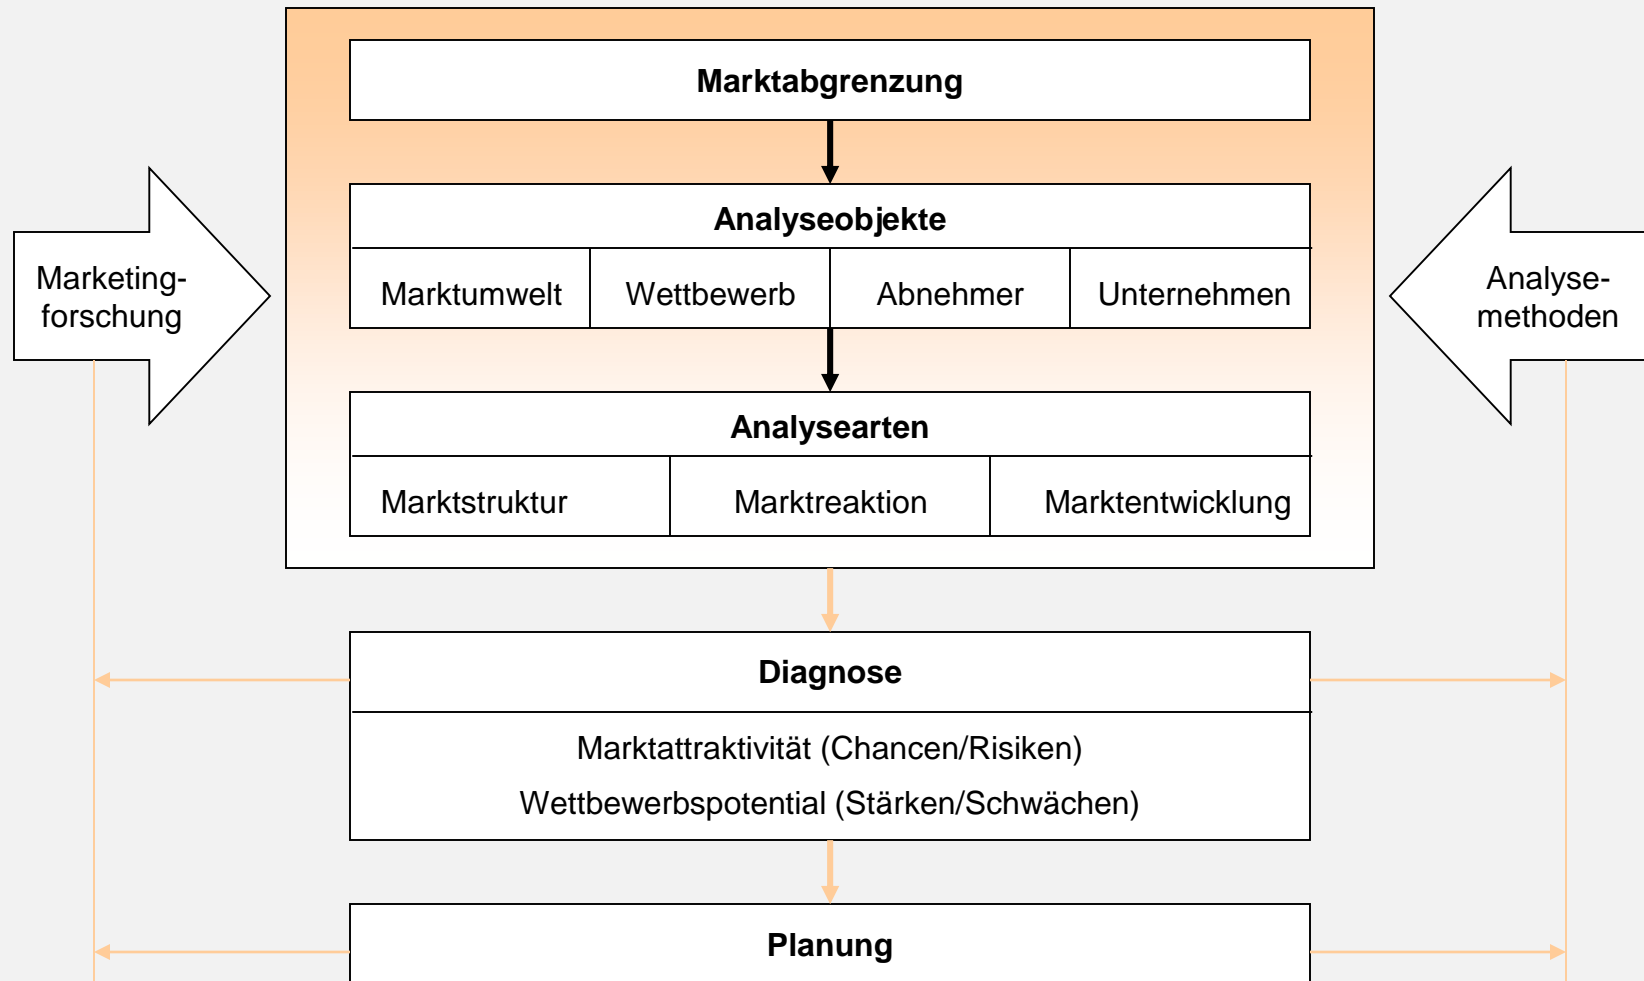 Marktabgrenzung
Analyseobjekte
Marktumwelt
Wettbewerb
Abnehmer
Unternehmen
Marketing-
forschung
Analyse-
methoden
Analysearten
Marktstruktur
Marktreaktion
Marktentwicklung
Diagnose
Marktattraktivität (Chancen/Risiken)
Wettbewerbspotential (Stärken/Schwächen)
Planung